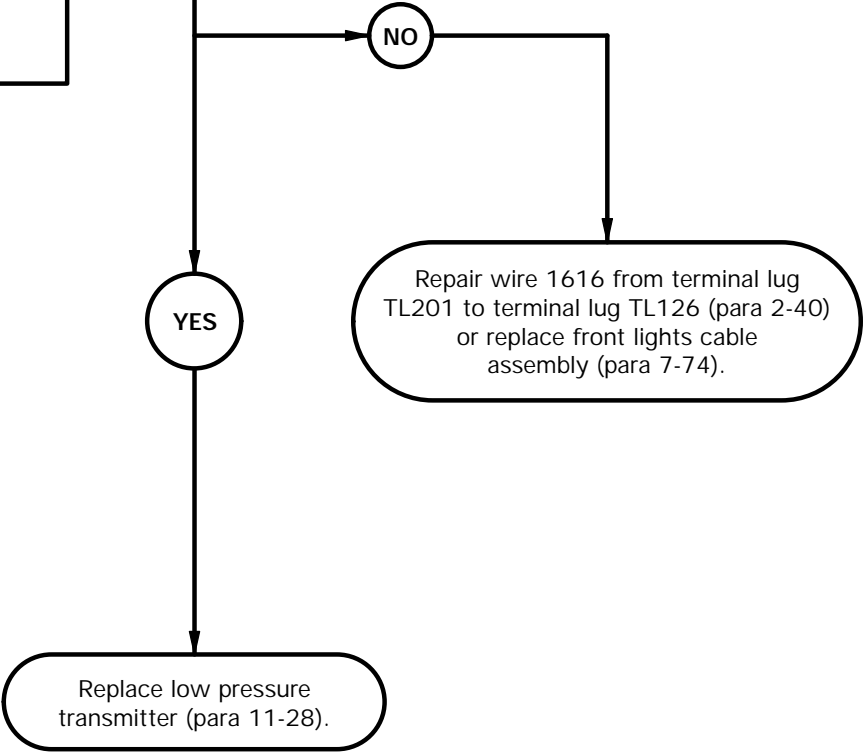 NO
Repair wire 1616 from terminal lug
TL201 to terminal lug TL126 (para 2-40)
or replace front lights cable
assembly (para 7-74).
YES
Replace low pressure
transmitter (para 11-28).